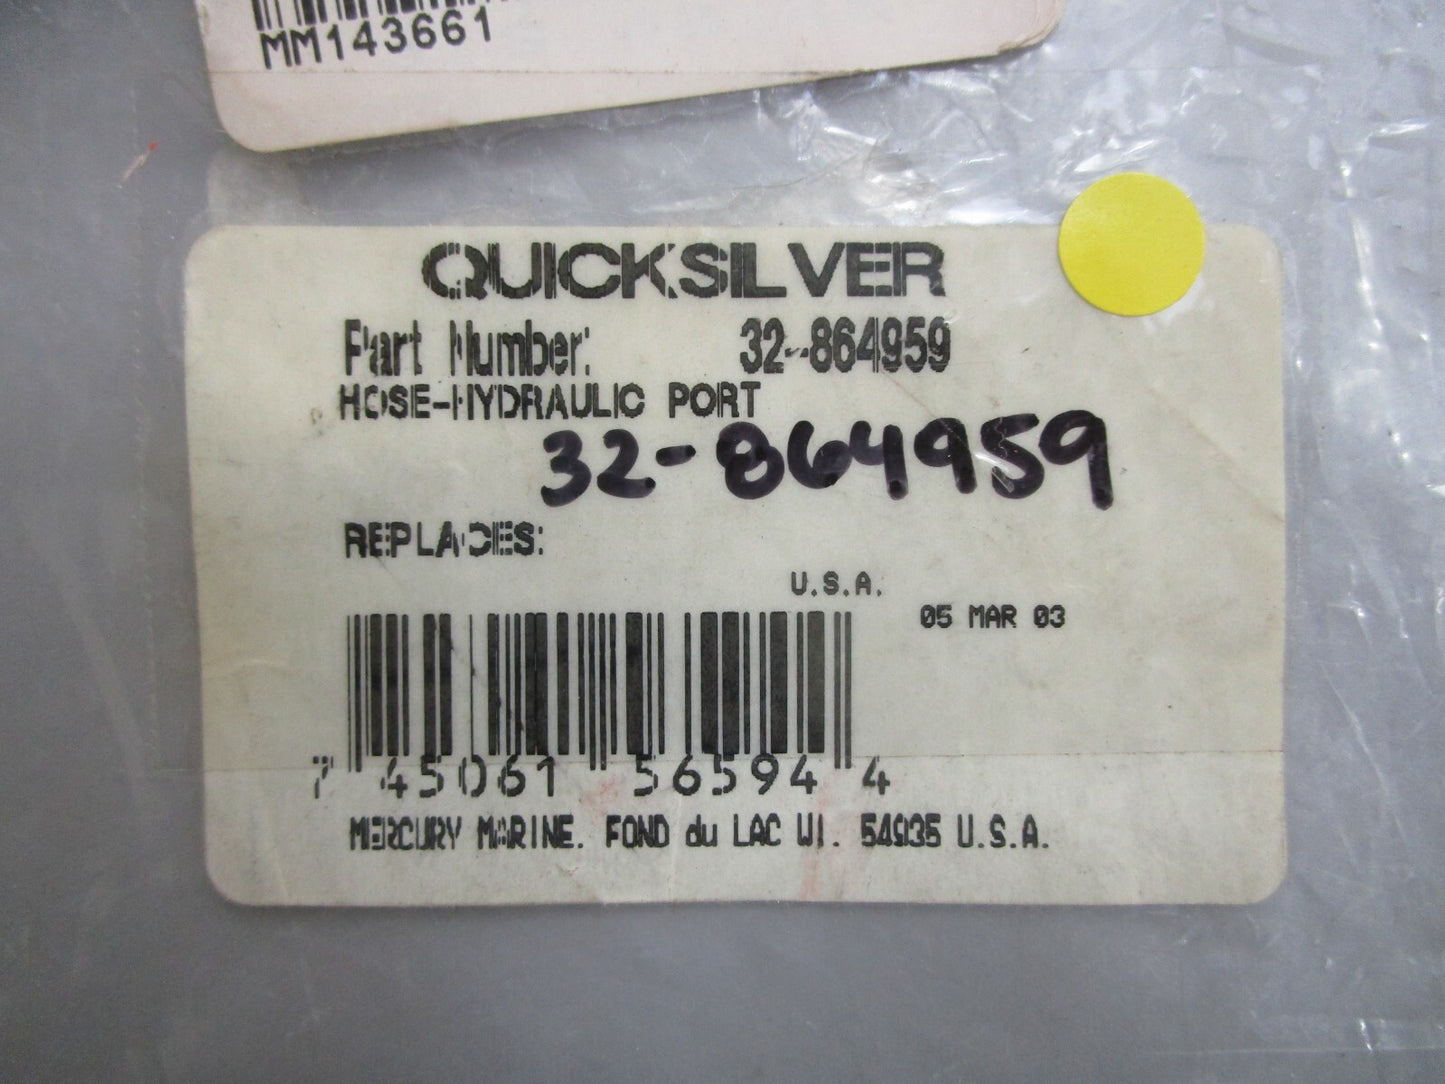 MM143661
QUICKSILVER
Part Number: 32-864959
HOSE-HYDRAULIC PORT
32-864959
REPLACES:
U.S.A.
05 MAR 03
7 45061 56594 4
MERCURY MARINE. FOND du LAC WI. 54935 U.S.A.